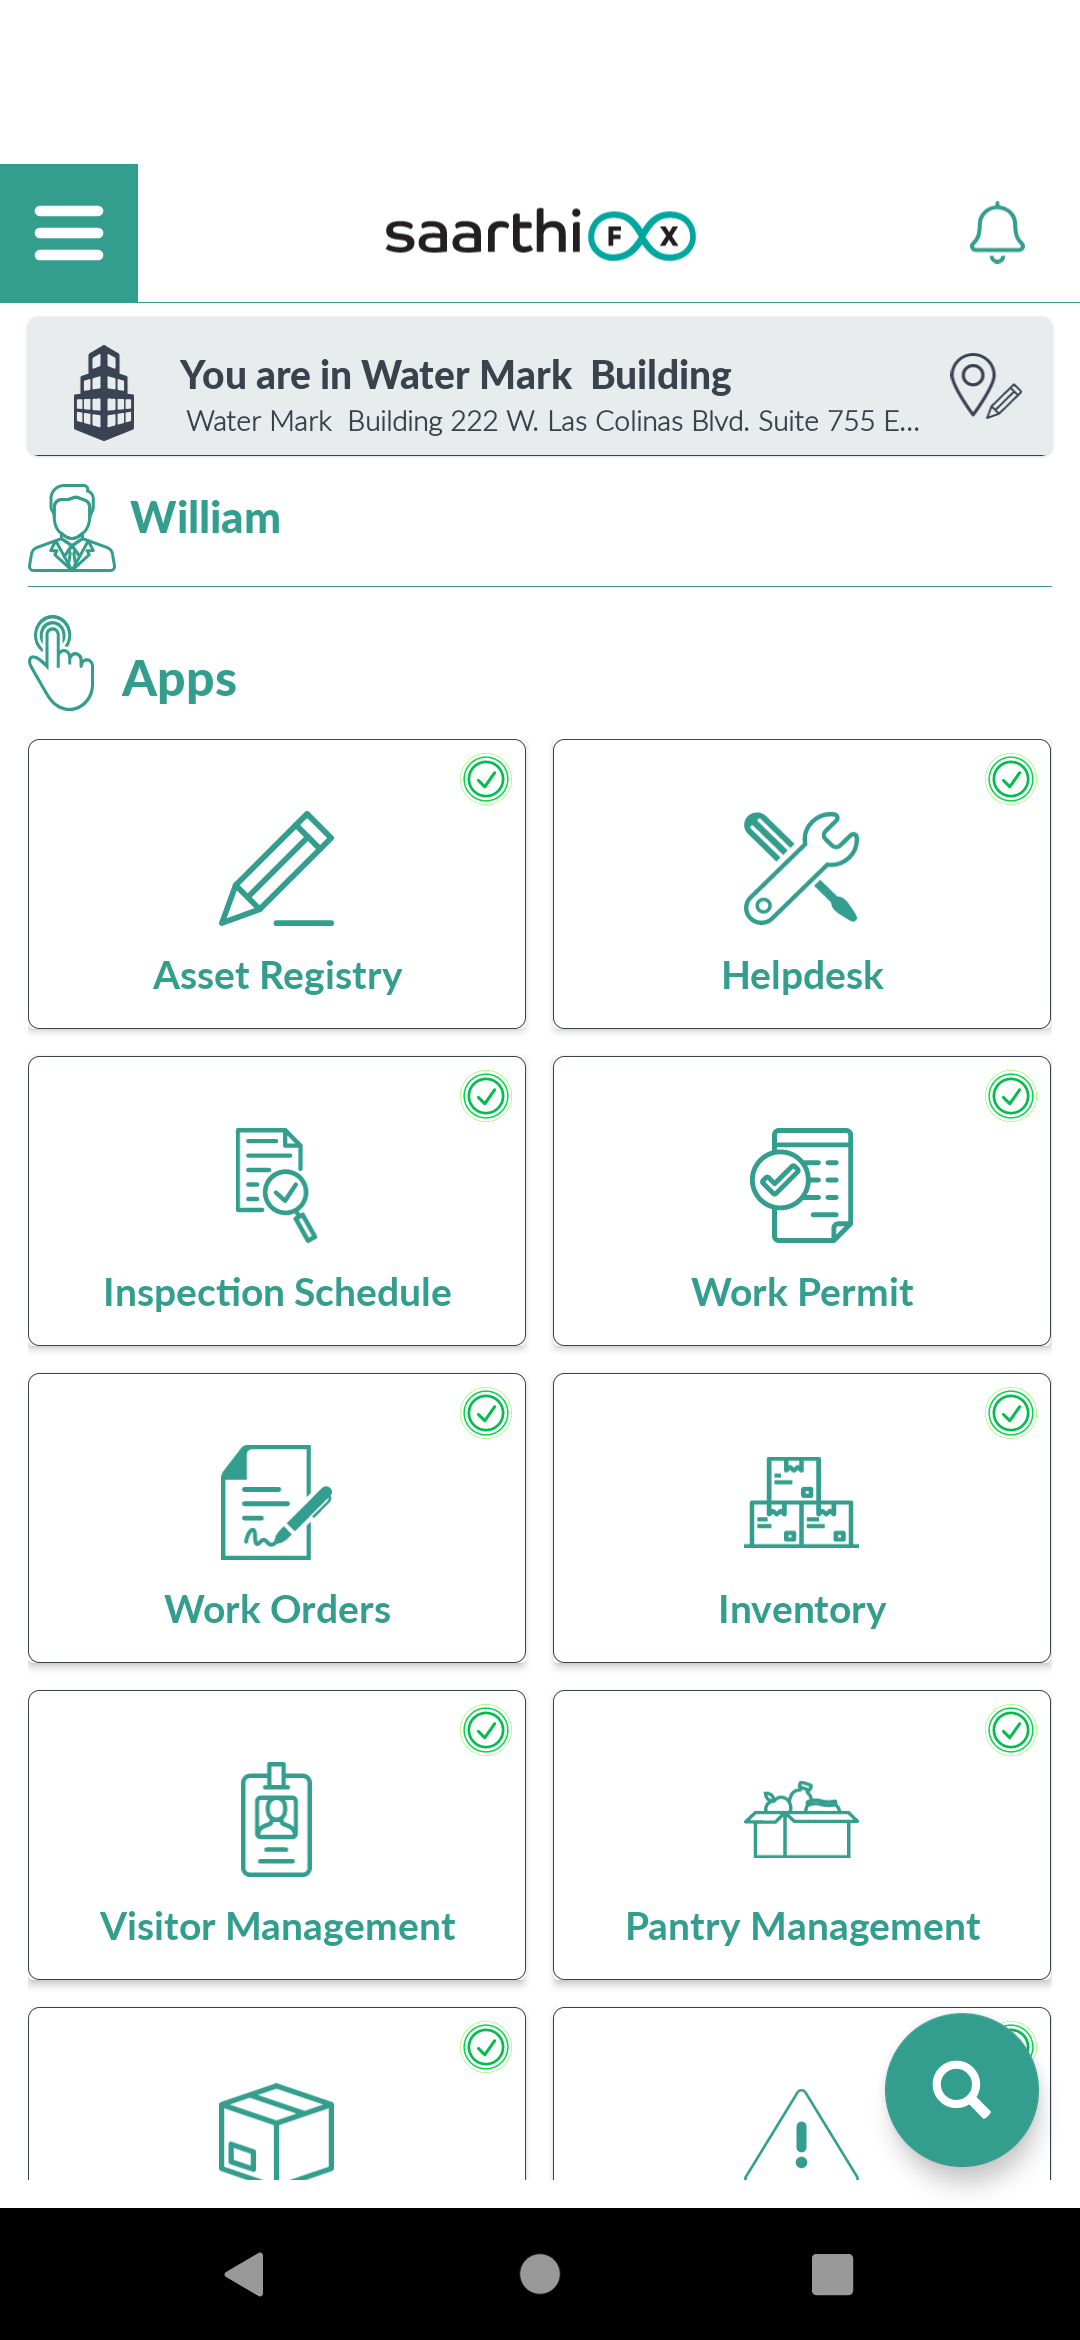 saarthi F X
You are in Water Mark  Building
Water Mark  Building 222 W. Las Colinas Blvd. Suite 755 E...
William
Apps
Asset Registry
Helpdesk
Inspection Schedule
Work Permit
Work Orders
Inventory
Visitor Management
Pantry Management